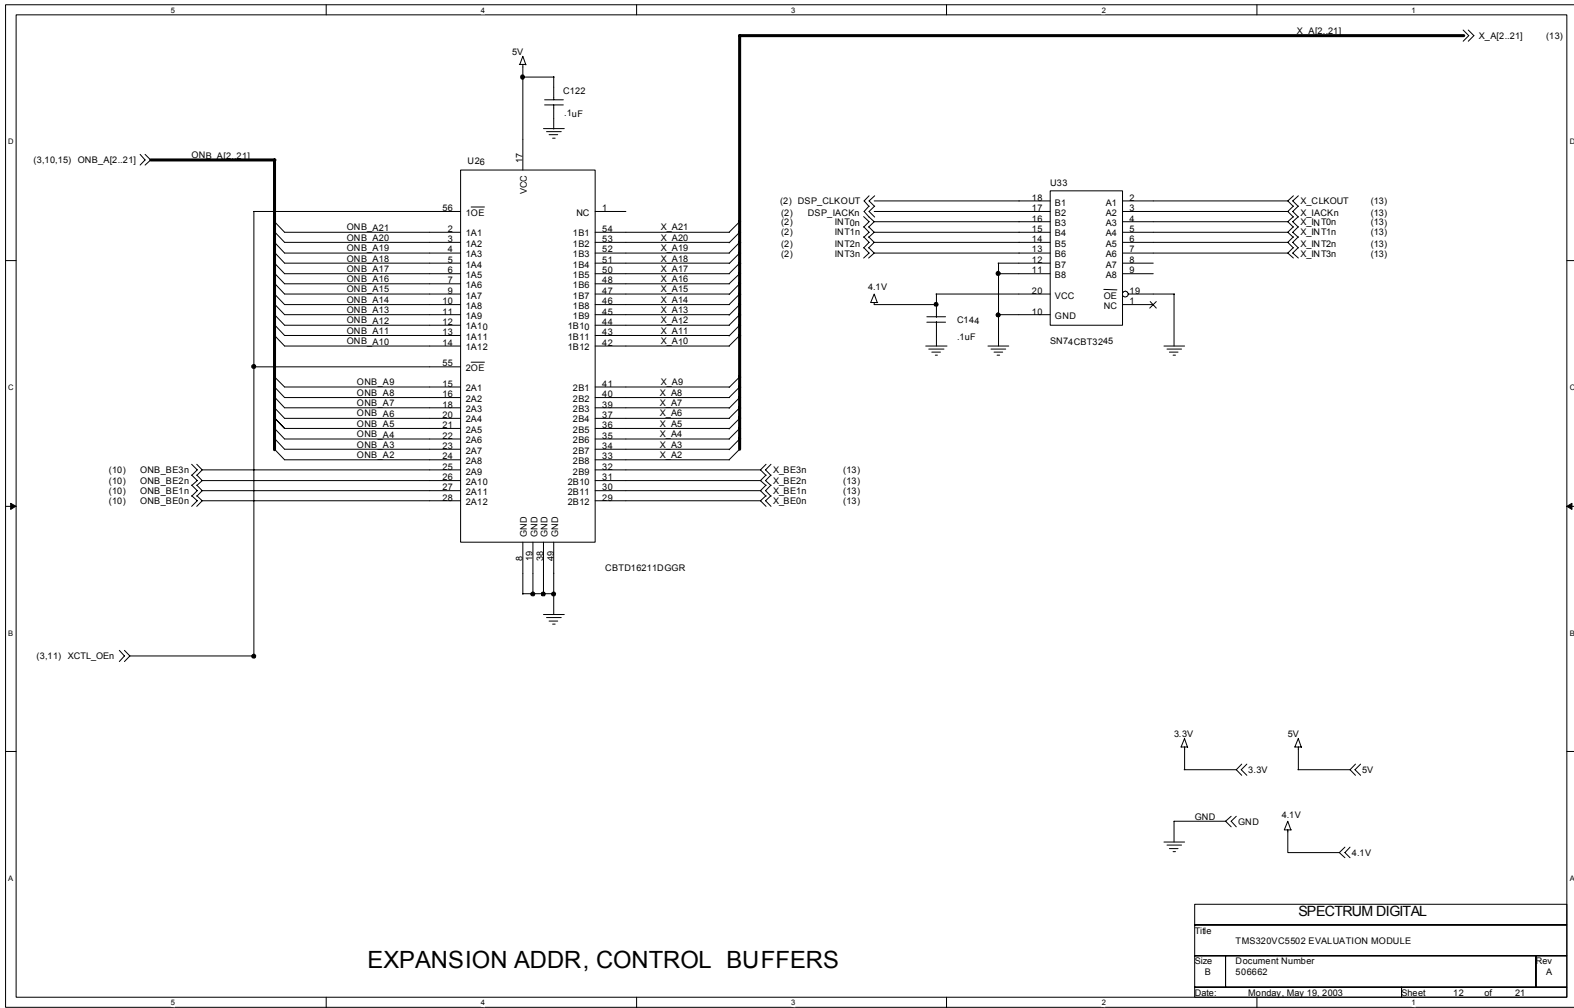 5 4 3 2 1
X_A[2..21]
X_A[2..21] (13)
5V
C122
.1uF
D D
(3,10,15) ONB_A[2..21]
ONB_A[2..21]
U26
17
VCC
56 1OE NC 1
ONB_A21 2 1A1 1B1 54 X_A21
ONB_A20 3 1A2 1B2 53 X_A20
ONB_A19 4 1A3 1B3 52 X_A19
ONB_A18 5 1A4 1B4 51 X_A18
ONB_A17 6 1A5 1B5 50 X_A17
ONB_A16 7 1A6 1B6 48 X_A16
ONB_A15 9 1A7 1B7 47 X_A15
ONB_A14 10 1A8 1B8 46 X_A14
ONB_A13 11 1A9 1B9 45 X_A13
ONB_A12 12 1A10 1B10 44 X_A12
ONB_A11 13 1A11 1B11 43 X_A11
ONB_A10 14 1A12 1B12 42 X_A10
55 2OE
ONB_A9 15 2A1 2B1 41 X_A9
ONB_A8 16 2A2 2B2 40 X_A8
ONB_A7 18 2A3 2B3 39 X_A7
ONB_A6 20 2A4 2B4 37 X_A6
ONB_A5 21 2A5 2B5 36 X_A5
ONB_A4 22 2A6 2B6 35 X_A4
ONB_A3 23 2A7 2B7 34 X_A3
ONB_A2 24 2A8 2B8 33 X_A2
(10) ONB_BE3n 25 2A9 2B9 32 X_BE3n (13)
(10) ONB_BE2n 26 2A10 2B10 31 X_BE2n (13)
(10) ONB_BE1n 27 2A11 2B11 30 X_BE1n (13)
(10) ONB_BE0n 28 2A12 2B12 29 X_BE0n (13)
GND GND GND GND
8 19 38 49
CBTD16211DGGR
U33
(2) DSP_CLKOUT 18 B1 A1 2 X_CLKOUT (13)
(2) DSP_IACKn 17 B2 A2 3 X_IACKn (13)
(2) INT0n 16 B3 A3 4 X_INT0n (13)
(2) INT1n 15 B4 A4 5 X_INT1n (13)
(2) INT2n 14 B5 A5 6 X_INT2n (13)
(2) INT3n 13 B6 A6 7 X_INT3n (13)
12 B7 A7 8
11 B8 A8 9
4.1V
20 VCC OE 19
NC 1
10 GND
C144
.1uF
SN74CBT3245
C C
B B
(3,11) XCTL_OEn
3.3V
3.3V
5V
5V
GND
GND
4.1V
4.1V
A A
EXPANSION ADDR, CONTROL BUFFERS
SPECTRUM DIGITAL
Title
TMS320VC5502 EVALUATION MODULE
Size Document Number Rev
B 506662 A
Date: Monday, May 19, 2003 Sheet 12 of 21
5 4 3 2 1